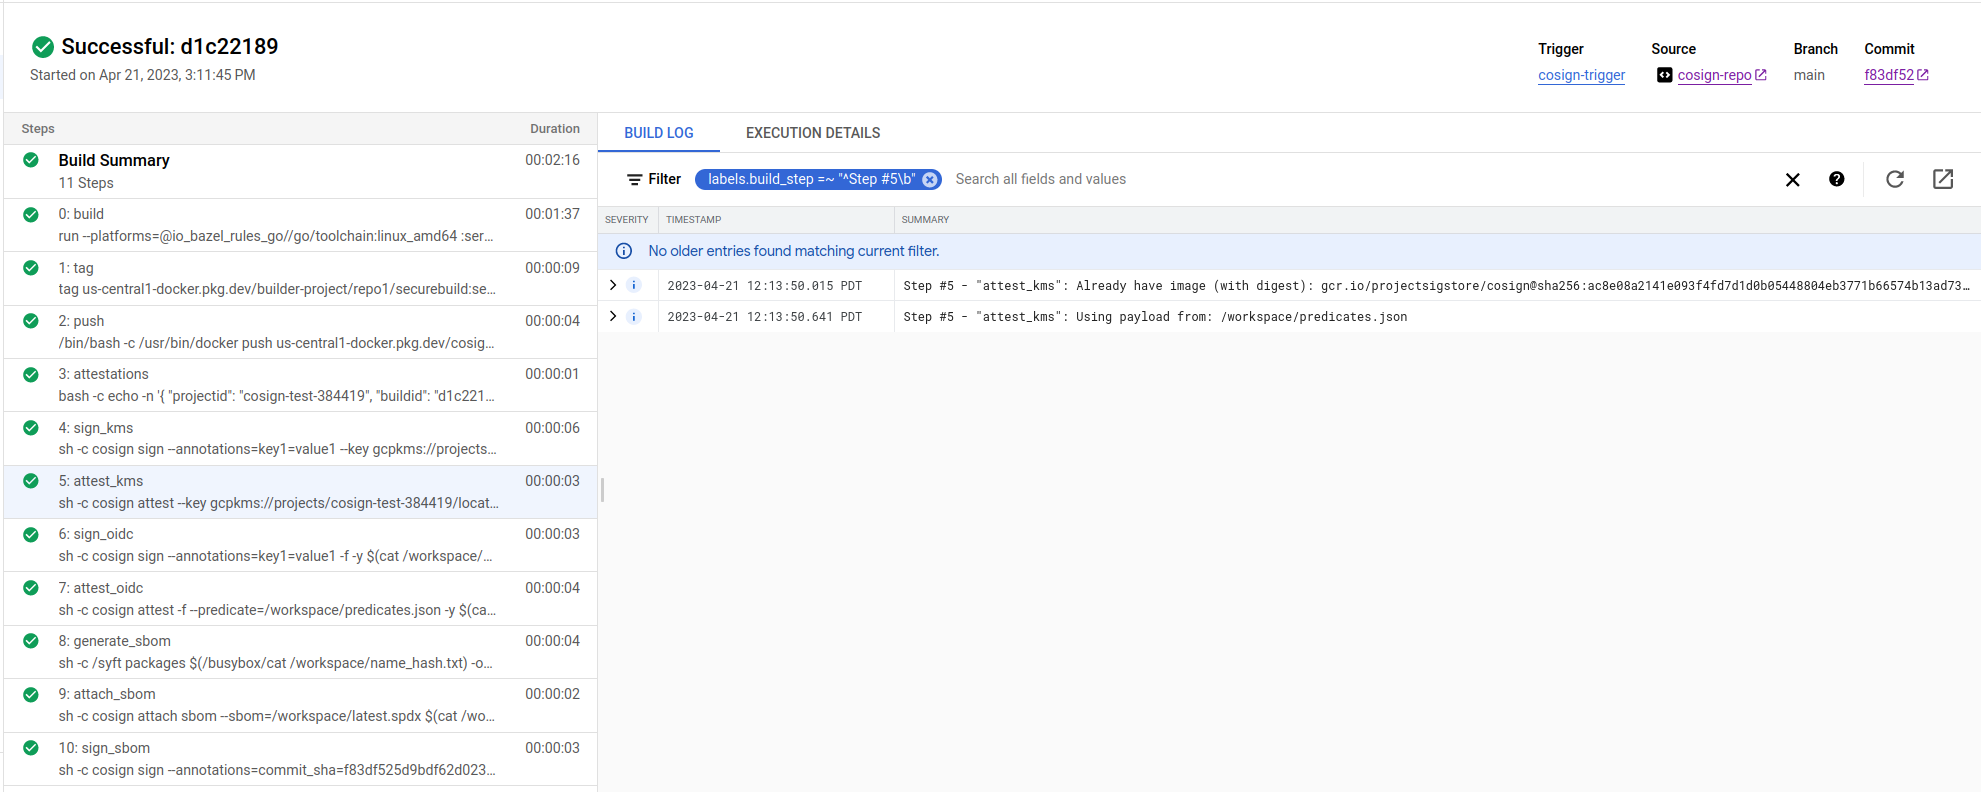 Successful: d1c22189
Started on Apr 21, 2023, 3:11:45 PM
Trigger
cosign-trigger
Source
cosign-repo
Branch
main
Commit
f83df52
Steps Duration
Build Summary 00:02:16
11 Steps
0: build 00:01:37
run --platforms=@io_bazel_rules_go//go/toolchain:linux_amd64 :ser…
1: tag 00:00:09
tag us-central1-docker.pkg.dev/builder-project/repo1/securebuild:se…
2: push 00:00:04
/bin/bash -c /usr/bin/docker push us-central1-docker.pkg.dev/cosig…
3: attestations 00:00:01
bash -c echo -n '{ "projectid": "cosign-test-384419", "buildid": "d1c221…
4: sign_kms 00:00:06
sh -c cosign sign --annotations=key1=value1 --key gcpkms://projects…
5: attest_kms 00:00:03
sh -c cosign attest --key gcpkms://projects/cosign-test-384419/locat…
6: sign_oidc 00:00:03
sh -c cosign sign --annotations=key1=value1 -f -y $(cat /workspace/…
7: attest_oidc 00:00:04
sh -c cosign attest -f --predicate=/workspace/predicates.json -y $(ca…
8: generate_sbom 00:00:04
sh -c /syft packages $(/busybox/cat /workspace/name_hash.txt) -o…
9: attach_sbom 00:00:02
sh -c cosign attach sbom --sbom=/workspace/latest.spdx $(cat /wo…
10: sign_sbom 00:00:03
sh -c cosign sign --annotations=commit_sha=f83df525d9bdf62d023…
BUILD LOG EXECUTION DETAILS
Filter labels.build_step =~ "^Step #5\b" Search all fields and values
SEVERITY TIMESTAMP SUMMARY
No older entries found matching current filter.
2023-04-21 12:13:50.015 PDT Step #5 - "attest_kms": Already have image (with digest): gcr.io/projectsigstore/cosign@sha256:ac8e08a2141e093f4fd7d1d0b05448804eb3771b66574b13ad73…
2023-04-21 12:13:50.641 PDT Step #5 - "attest_kms": Using payload from: /workspace/predicates.json